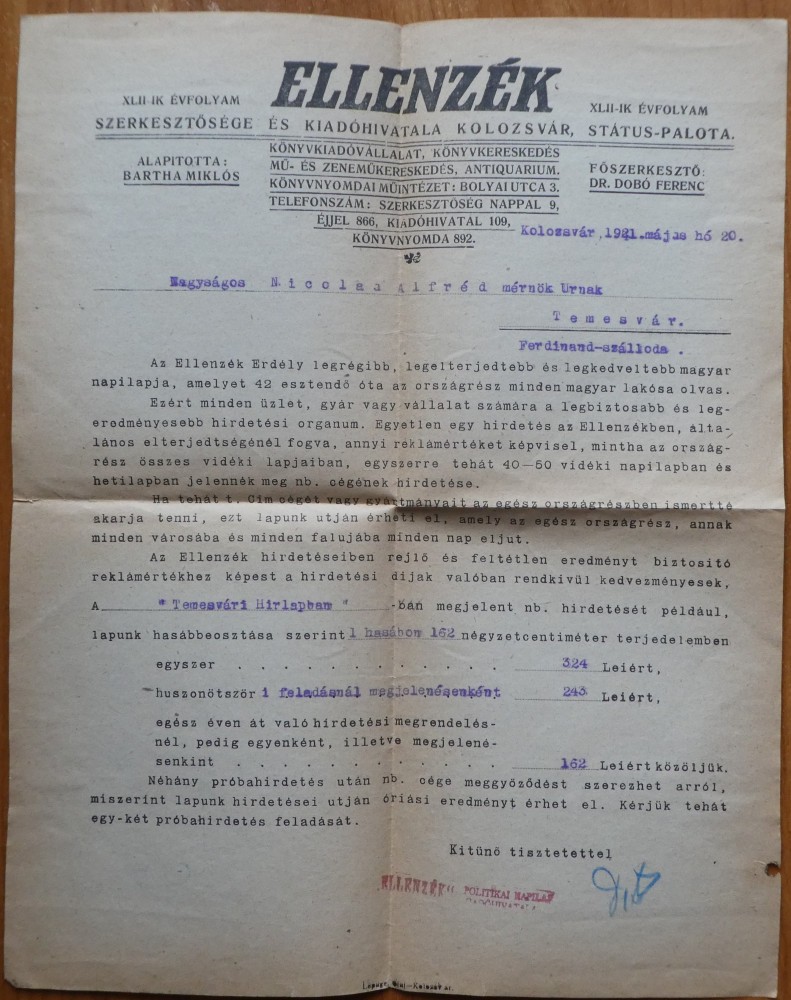 ELLENZÉK
XLII-IK ÉVFOLYAM XLII-IK ÉVFOLYAM
SZERKESZTŐSÉGE ÉS KIADÓHIVATALA KOLOZSVÁR, STÁTUS-PALOTA.
ALAPITOTTA:
BARTHA MIKLÓS
KÖNYVKIADÓVÁLLALAT, KÖNYVKERESKEDÉS
MŰ- ÉS ZENEMŰKERESKEDÉS, ANTIQUARIUM.
KÖNYVNYOMDAI MŰINTÉZET: BOLYAI UTCA 3.
TELEFONSZÁM: SZERKESZTŐSÉG NAPPAL 9,
ÉJJEL 866, KIADÓHIVATAL 109,
KÖNYVNYOMDA 892.
FŐSZERKESZTŐ:
DR. DOBÓ FERENC
Kolozsvár, 1921.május hó 20.
Nagyságos Nicolau Alfréd mérnök Urnak
Temesvár.
Ferdinand-szálloda.
Az Ellenzék Erdély legrégibb, legelterjedtebb és legkedveltebb magyar
napilapja, amelyet 42 esztendő óta az országrész minden magyar lakósa olvas.
Ezért minden üzlet, gyár vagy vállalat számára a legbiztosabb és leg-
eredményesebb hirdetési organum. Egyetlen egy hirdetés az Ellenzékben, álta-
lános elterjedtségénél fogva, annyi reklámértéket képvisel, mintha az ország-
rész összes vidéki lapjaiban, egyszerre tehát 40—50 vidéki napilapban és
hetilapban jelennék meg nb. cégének hirdetése.
Ha tehát t. Cím cégét vagy gyártmányait az egész országrészben ismertté
akarja tenni, ezt lapunk utján érheti el, amely az egész országrész, annak
minden városába és minden falujába minden nap eljut.
Az Ellenzék hirdetéseiben rejlő és feltétlen eredményt biztositó
reklámértékhez képest a hirdetési díjak valóban rendkívül kedvezményesek,
A "Temesvári Hirlapban" -bán megjelent nb. hirdetését például,
lapunk hasábbeosztása szerint 1 hasábom 162 négyzetcentiméter terjedelemben
egyszer . . . . . . . . . . . . . 324 Leiért,
huszonötször 1 feladásnál megjelenésenként 243 Leiért,
egész éven át való hirdetési megrendelés-
nél, pedig egyenként, illetve megjelené-
senkint . . . . . . . . . . . . . 162 Leiért közöljük.
Néhány próbahirdetés után nb. cége meggyőződést szerezhet arról,
miszerint lapunk hirdetései utján óriási eredményt érhet el. Kérjük tehát
egy-két próbahirdetés feladását.
Kitünő tisztetettel
ELLENZÉK POLITIKAI NAPILAP